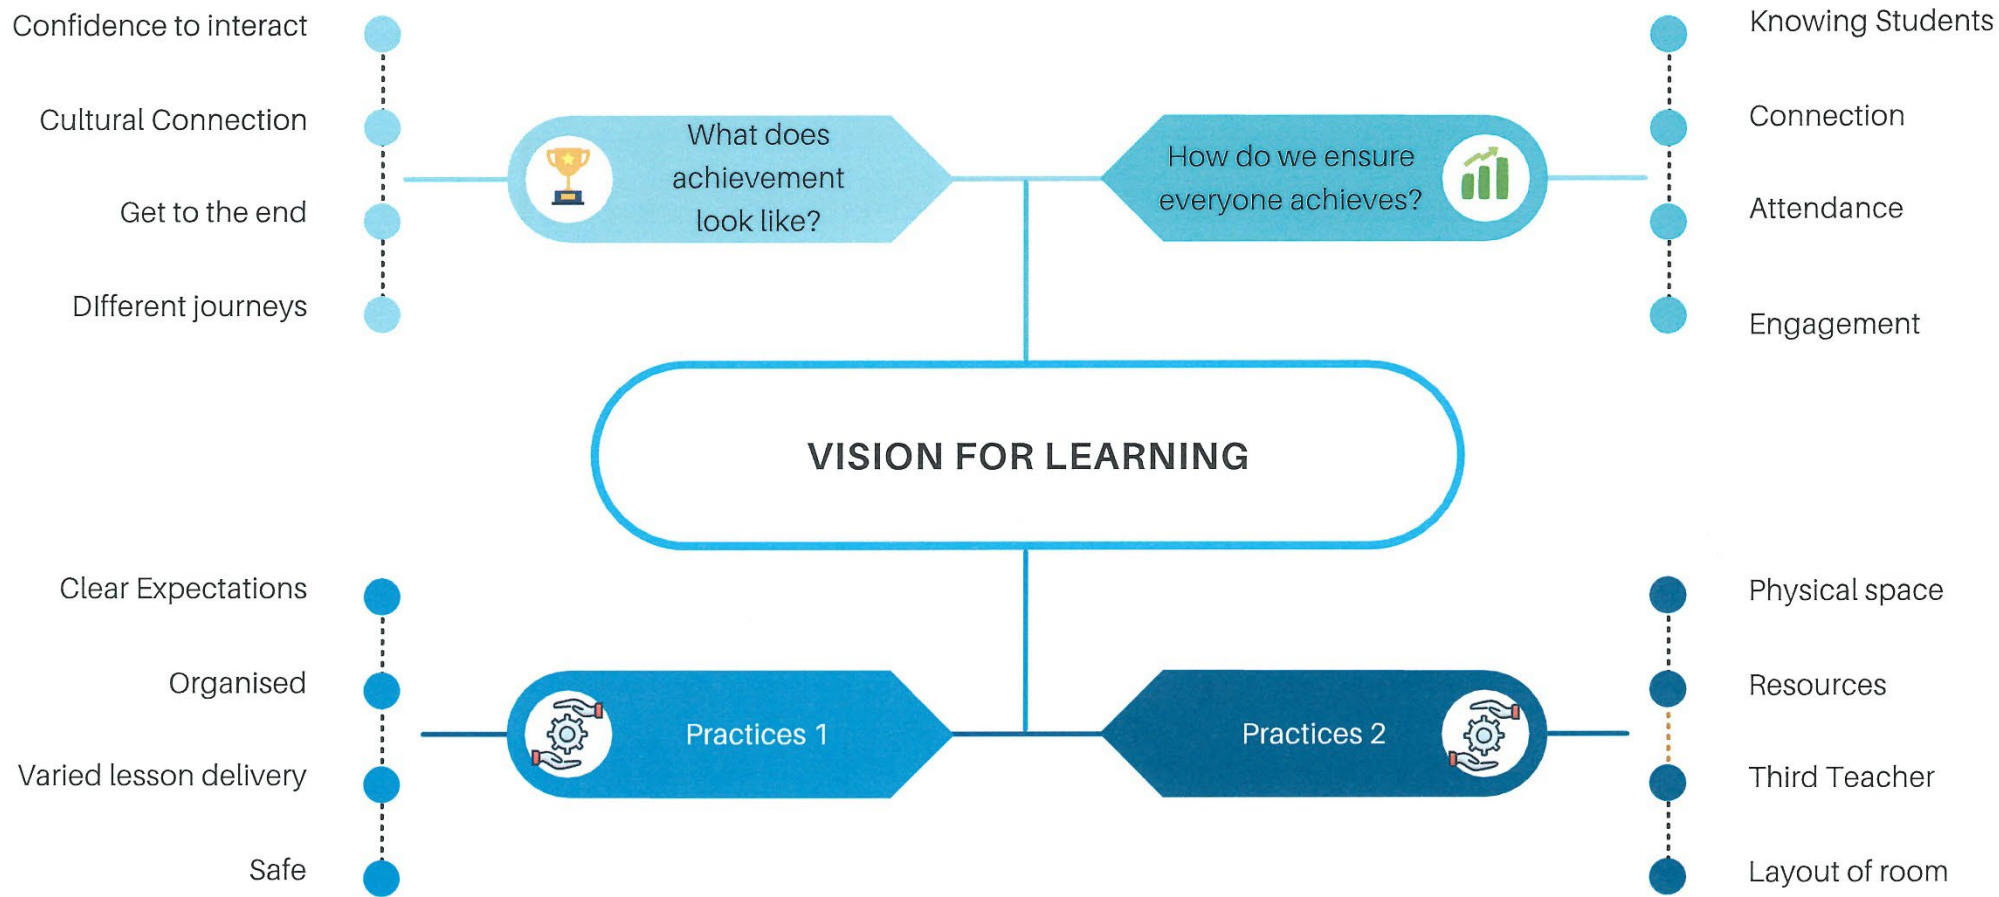 Confidence to interact
Cultural Connection
Get to the end
DIfferent journeys
What does
achievement
look like?
How do we ensure
everyone achieves?
Knowing Students
Connection
Attendance
Engagement
VISION FOR LEARNING
Clear Expectations
Organised
Varied lesson delivery
Safe
Practices 1
Practices 2
Physical space
Resources
Third Teacher
Layout of room